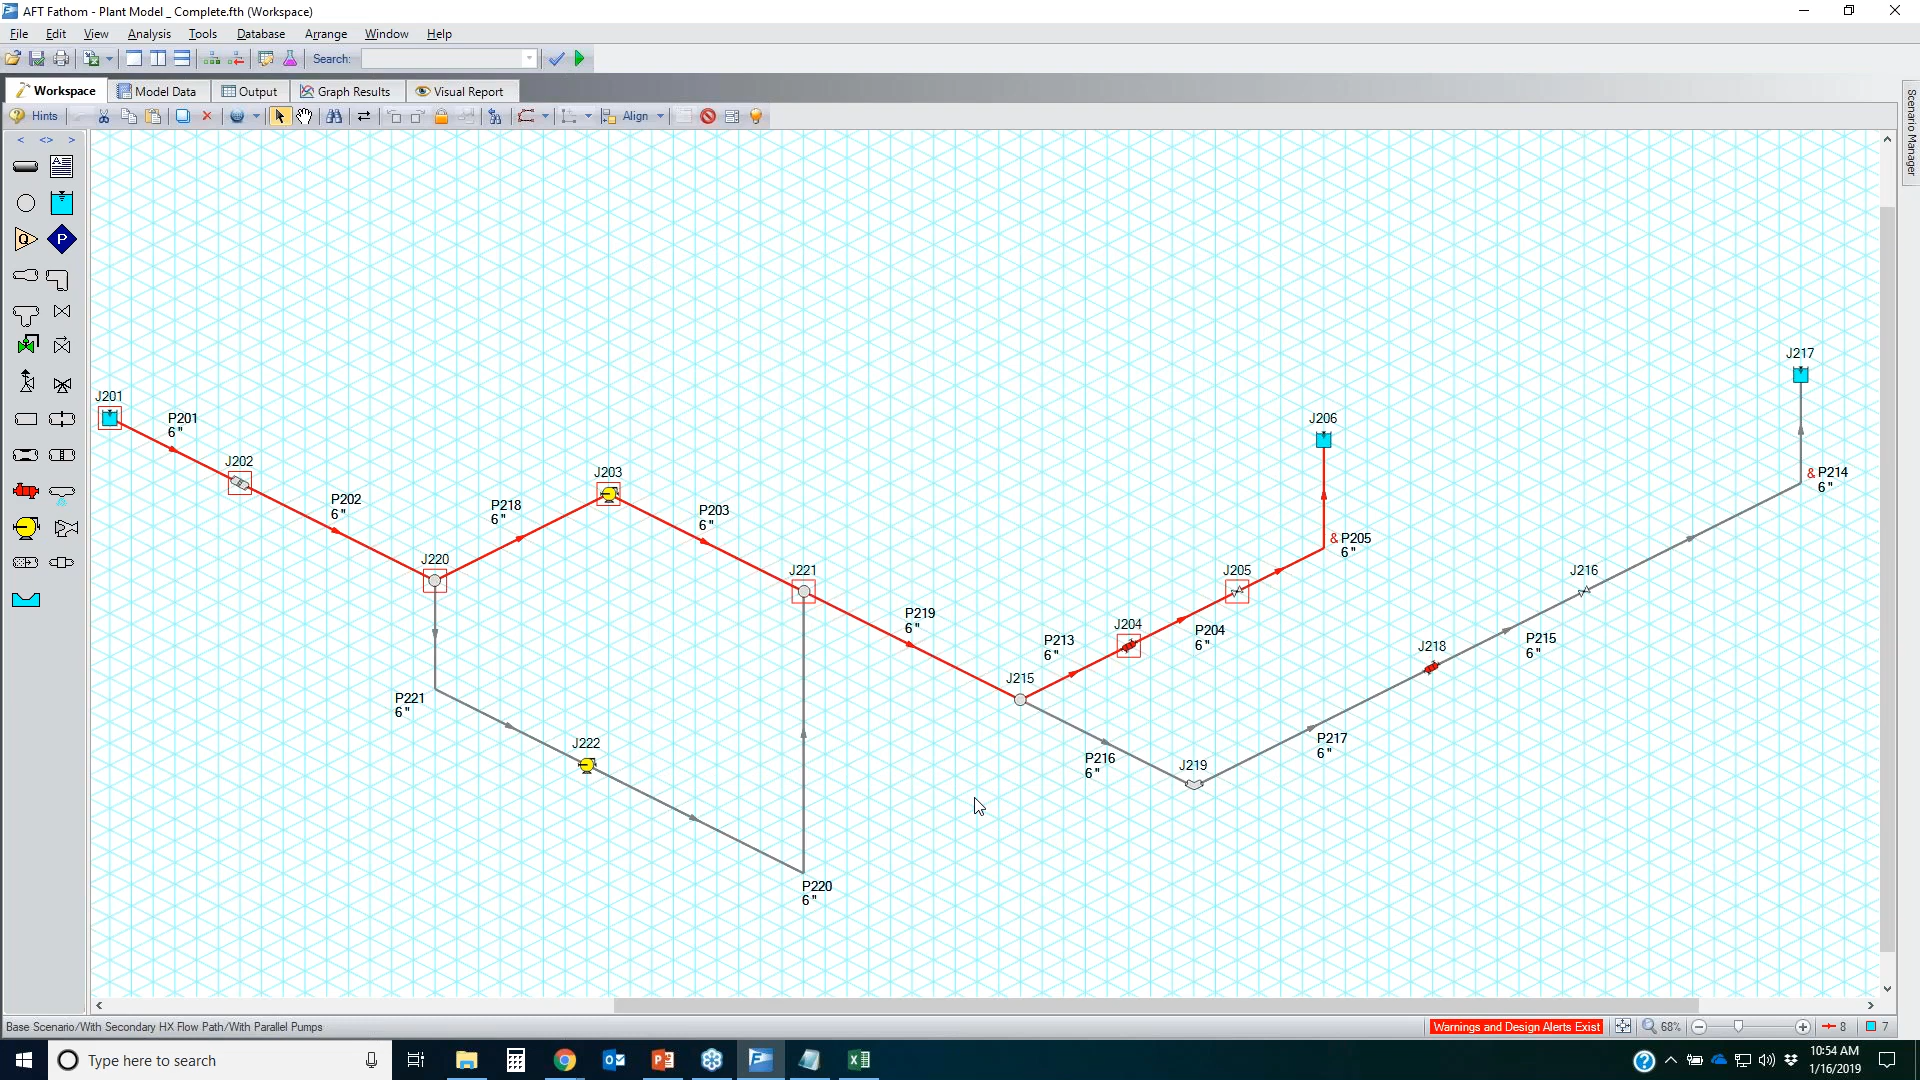 AFT Fathom - Plant Model _ Complete.fth (Workspace)
File Edit View Analysis Tools Database Arrange Window Help
Search:
Workspace Model Data Output Graph Results Visual Report
Hints Align
Scenario Manager
< <> >
A
Q P
J217
J201
P201
6"
J206
J202
J203
& P214
6"
P202
6"
P218
6"
P203
6"
& P205
6"
J220
J221
J205
J216
P219
6"
J204
P204
6"
P213
6"
P215
6"
J218
J215
P221
6"
J222
P216
6"
J219
P217
6"
P220
6"
Base Scenario/With Secondary HX Flow Path/With Parallel Pumps
Warnings and Design Alerts Exist 68% 8 7
Type here to search
10:54 AM
1/16/2019